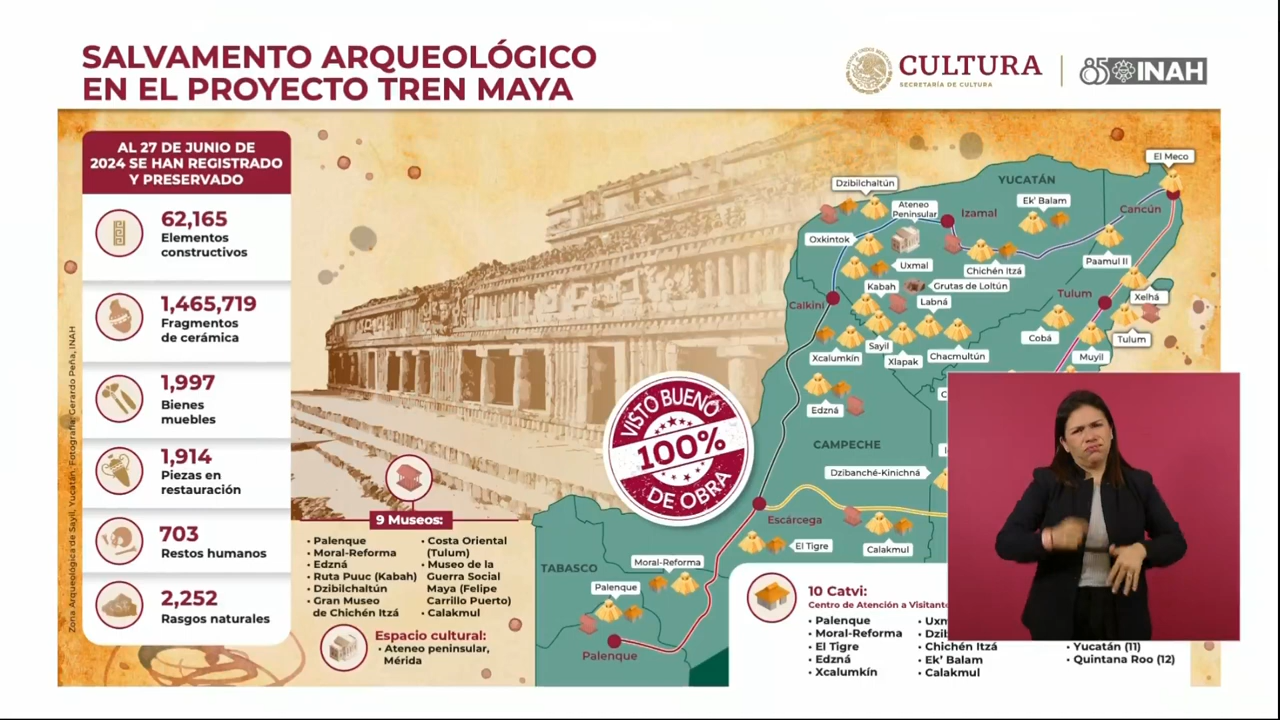 SALVAMENTO ARQUEOLÓGICO
EN EL PROYECTO TREN MAYA
CULTURA
SECRETARÍA DE CULTURA
85 INAH
AL 27 DE JUNIO DE
2024 SE HAN REGISTRADO
Y PRESERVADO
62,165
Elementos
constructivos
1,465,719
Fragmentos
de cerámica
1,997
Bienes
muebles
1,914
Piezas en
restauración
703
Restos humanos
2,252
Rasgos naturales
Zona Arqueológica de Sayil, Yucatán. Fotografía: Gerardo Peña, INAH
VISTO BUENO
100%
DE OBRA
9 Museos:
• Palenque
• Moral-Reforma
• Edzná
• Ruta Puuc (Kabah)
• Dzibilchaltún
• Gran Museo
de Chichén Itzá
• Costa Oriental
(Tulum)
• Museo de la
Guerra Social
Maya (Felipe
Carrillo Puerto)
• Calakmul
Espacio cultural:
• Ateneo peninsular,
Mérida
El Meco
YUCATÁN
Dzibilchaltún
Ateneo
Peninsular
Izamal
Ek' Balam
Cancún
Oxkintok
Uxmal
Chichén Itzá
Paamul II
Kabah
Grutas de Loltún
Labná
Calkiní
Tulum
Xelhá
Cobá
Tulum
Xcalumkín
Sayil
Xlapak
Chacmultún
Muyil
Edzná
CAMPECHE
Dzibanché-Kinichná
Escárcega
El Tigre
Calakmul
TABASCO
Moral-Reforma
Palenque
Palenque
10 Catvi:
Centro de Atención a
• Palenque
• Moral-Reforma
• El Tigre
• Edzná
• Xcalumkín
• Chichén Itzá
• Ek' Balam
• Calakmul
• Yucatán (11)
• Quintana Roo (12)